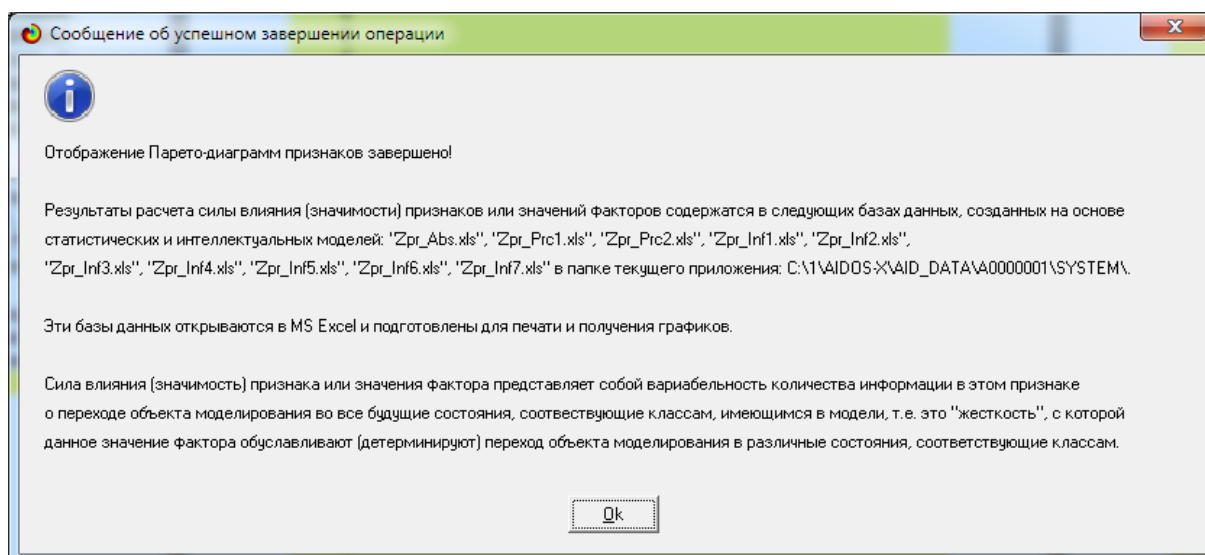 Сообщение об успешном завершении операции
Отображение Парето-диаграмм признаков завершено!
Результаты расчета силы влияния (значимости) признаков или значений факторов содержатся в следующих базах данных, созданных на основе
статистических и интеллектуальных моделей: "Zpr_Abs.xls", "Zpr_Prc1.xls", "Zpr_Prc2.xls", "Zpr_Inf1.xls", "Zpr_Inf2.xls",
"Zpr_Inf3.xls", "Zpr_Inf4.xls", "Zpr_Inf5.xls", "Zpr_Inf6.xls", "Zpr_Inf7.xls" в папке текущего приложения: C:\1\AIDOS-X\AID_DATA\A0000001\SYSTEM\.
Эти базы данных открываются в MS Excel и подготовлены для печати и получения графиков.
Сила влияния (значимость) признака или значения фактора представляет собой вариабельность количества информации в этом признаке
о переходе объекта моделирования во все будущие состояния, соотвествующие классам, имеющимся в модели, т.е. это "жесткость", с которой
данное значение фактора обуславливают (детерминируют) переход объекта моделирования в различные состояния, соответствующие классам.
Ok